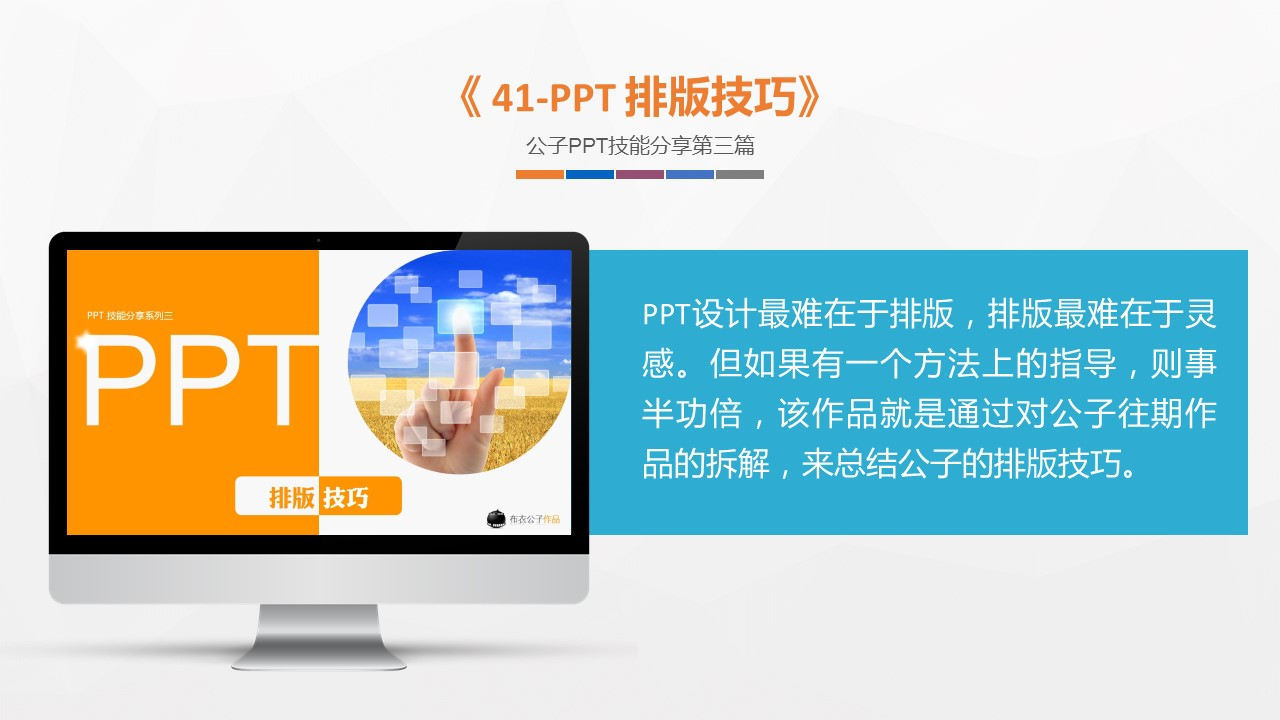 《 41-PPT 排版技巧》
公子PPT技能分享第三篇
PPT 技能分享系列三
PPT
排版 技巧
布衣公子作品
PPT设计最难在于排版，排版最难在于灵
感。但如果有一个方法上的指导，则事
半功倍，该作品就是通过对公子往期作
品的拆解，来总结公子的排版技巧。